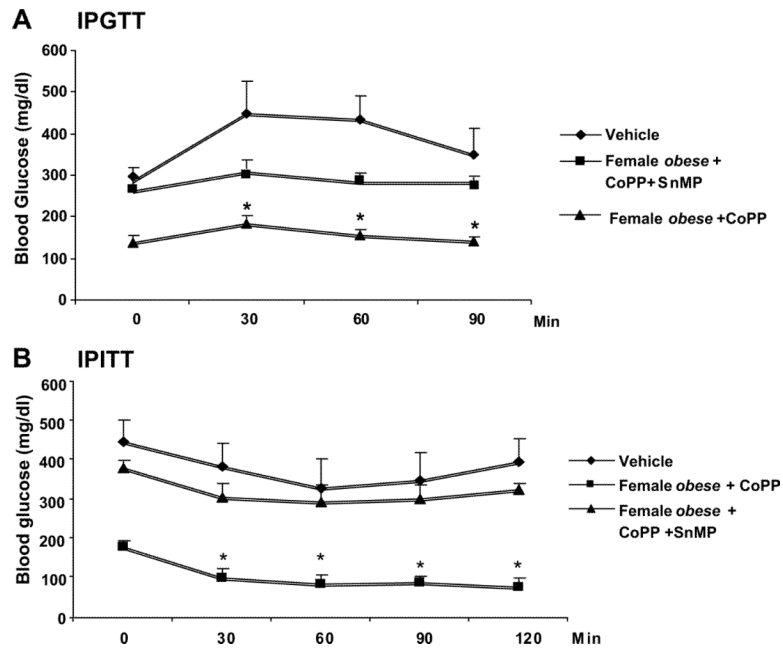 A IPGTT
Blood Glucose (mg/dl)
600
500
400
300
200
100
0
* * *
0 30 60 90 Min
Vehicle
Female obese +
CoPP+SnMP
Female obese +CoPP
B IPITT
Blood glucose (mg/dl)
600
500
400
300
200
100
0
* * * *
0 30 60 90 120 Min
Vehicle
Female obese + CoPP
Female obese +
CoPP +SnMP